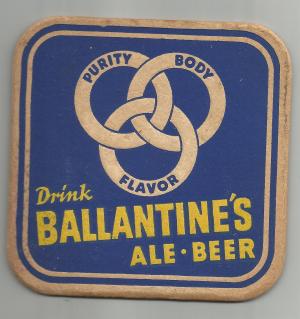 PURITY BODY
FLAVOR
Drink
BALLANTINE'S
ALE · BEER